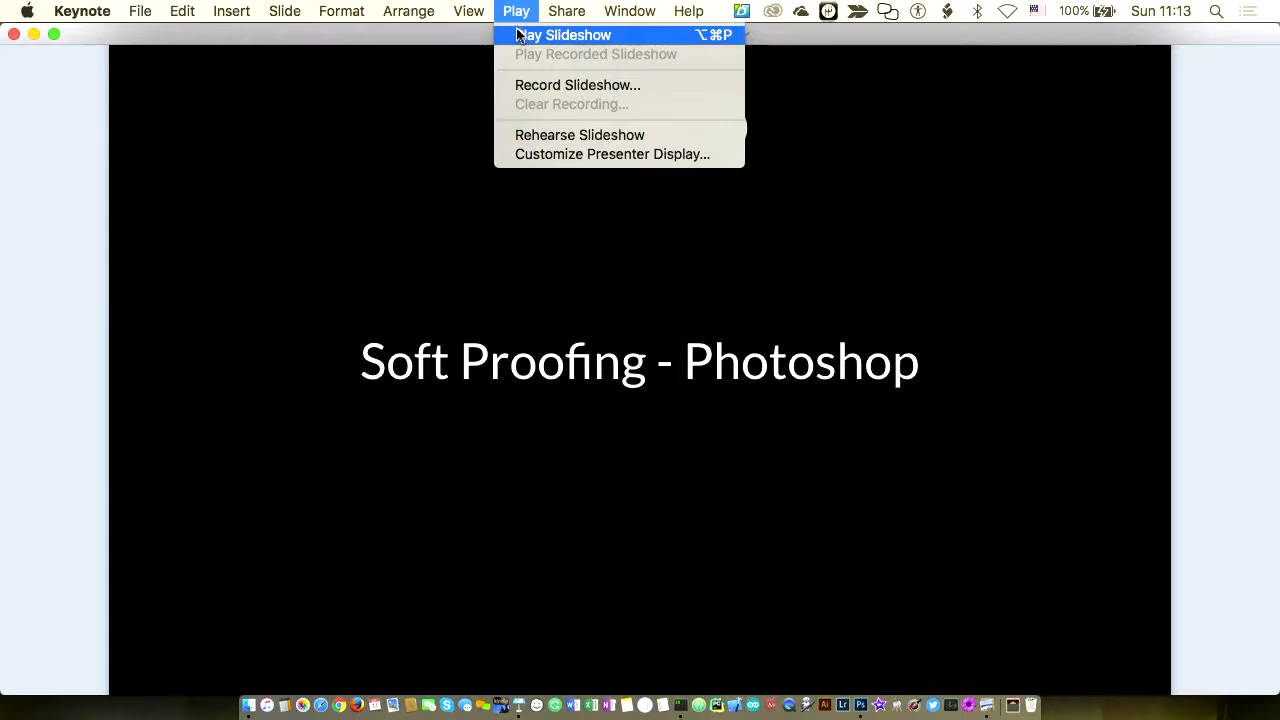 Keynote File Edit Insert Slide Format Arrange View Play Share Window Help 100% Sun 11:13
Slideshow ⌥⌘P
Play Recorded Slideshow
Record Slideshow...
Clear Recording...
Rehearse Slideshow
Customize Presenter Display...
Soft Proofing - Photoshop